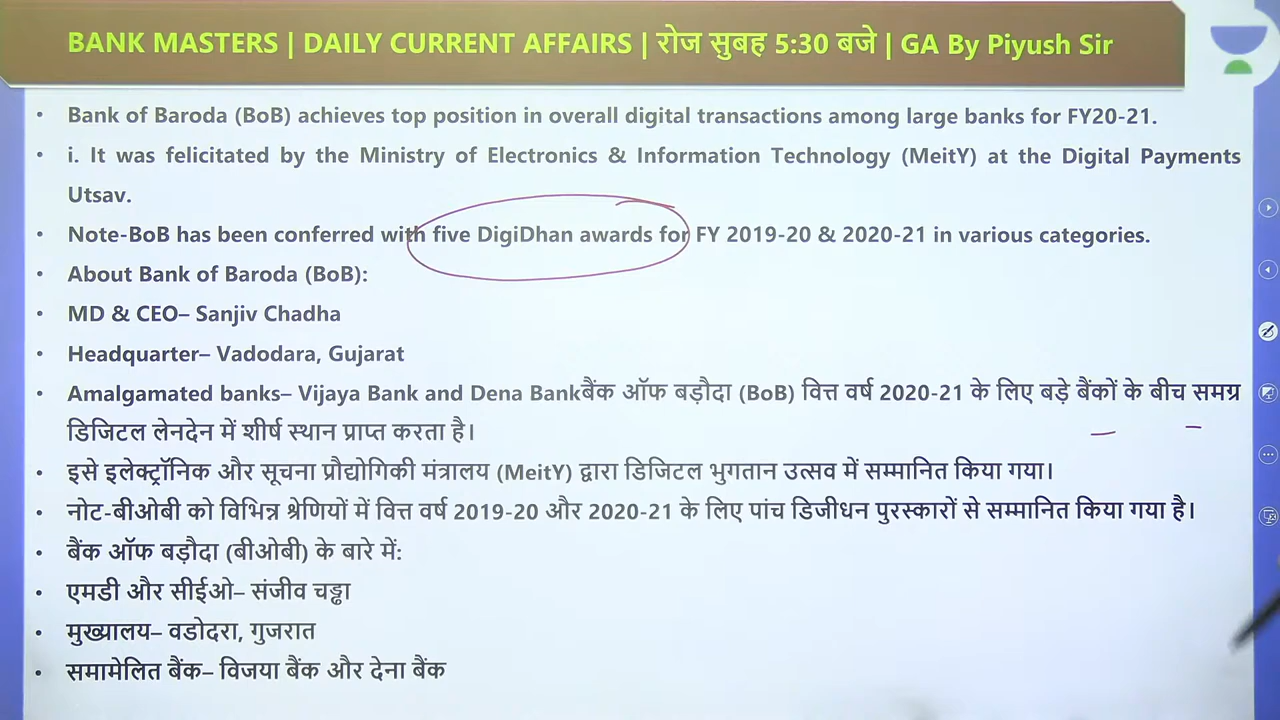 BANK MASTERS | DAILY CURRENT AFFAIRS | रोज सुबह 5:30 बजे | GA By Piyush Sir
• Bank of Baroda (BoB) achieves top position in overall digital transactions among large banks for FY20-21.
• i. It was felicitated by the Ministry of Electronics & Information Technology (MeitY) at the Digital Payments
Utsav.
• Note-BoB has been conferred with five DigiDhan awards for FY 2019-20 & 2020-21 in various categories.
• About Bank of Baroda (BoB):
• MD & CEO– Sanjiv Chadha
• Headquarter– Vadodara, Gujarat
• Amalgamated banks– Vijaya Bank and Dena Bankबैंक ऑफ बड़ौदा (BoB) वित्त वर्ष 2020-21 के लिए बड़े बैंकों के बीच समग्र
डिजिटल लेनदेन में शीर्ष स्थान प्राप्त करता है।
• इसे इलेक्ट्रॉनिक और सूचना प्रौद्योगिकी मंत्रालय (MeitY) द्वारा डिजिटल भुगतान उत्सव में सम्मानित किया गया।
• नोट-बीओबी को विभिन्न श्रेणियों में वित्त वर्ष 2019-20 और 2020-21 के लिए पांच डिजीधन पुरस्कारों से सम्मानित किया गया है।
• बैंक ऑफ बड़ौदा (बीओबी) के बारे में:
• एमडी और सीईओ– संजीव चड्ढा
• मुख्यालय– वडोदरा, गुजरात
• समामेलित बैंक– विजया बैंक और देना बैंक